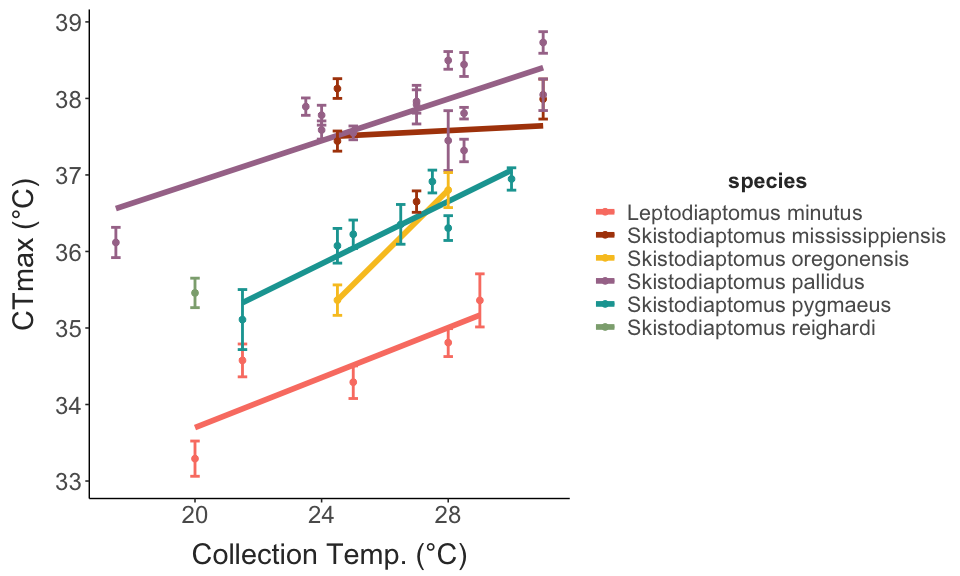 39
38
37
36
35
34
33
CTmax (°C)
20 24 28
Collection Temp. (°C)
species
Leptodiaptomus minutus
Skistodiaptomus mississippiensis
Skistodiaptomus oregonensis
Skistodiaptomus pallidus
Skistodiaptomus pygmaeus
Skistodiaptomus reighardi